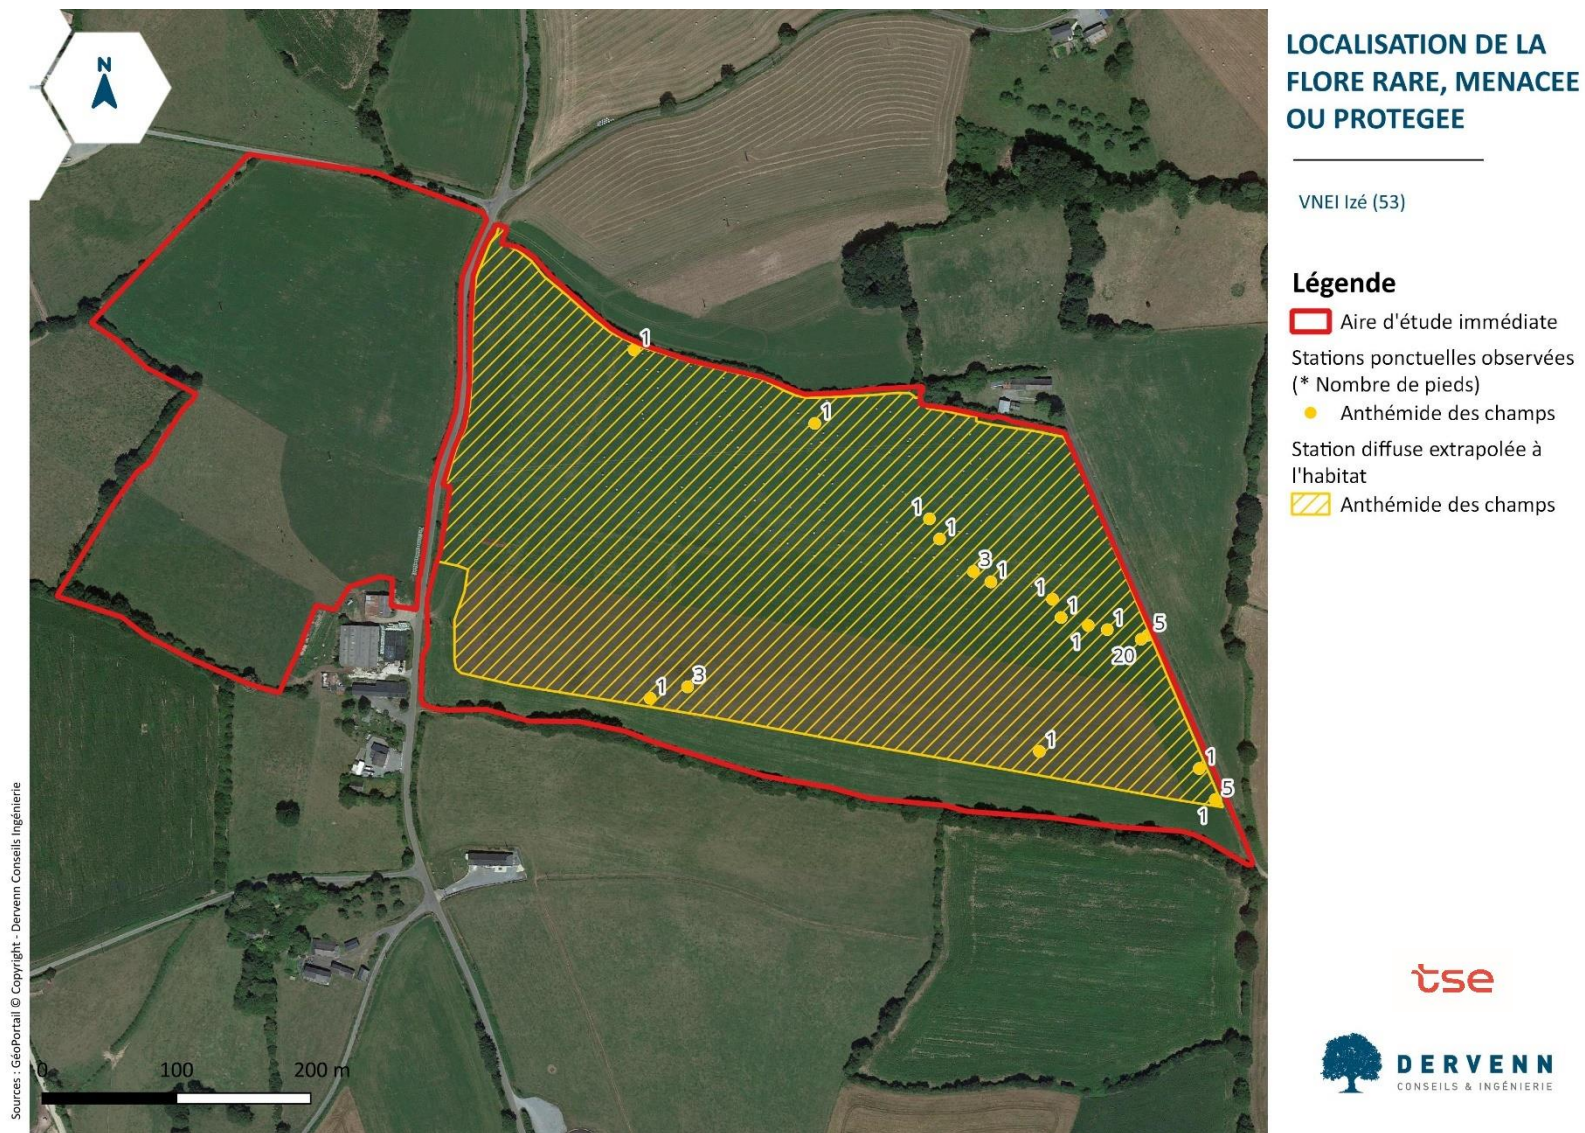 N
LOCALISATION DE LA
FLORE RARE, MENACEE
OU PROTEGEE
VNEI Izé (53)
Légende
Aire d'étude immédiate
Stations ponctuelles observées
(* Nombre de pieds)
Anthémide des champs
Station diffuse extrapolée à
l'habitat
Anthémide des champs
1
1
1
1
3
1
1
1
1
1
5
20
1
3
1
1
5
1
0 100 200 m
Sources : GéoPortail © Copyright - Dervenn Conseils Ingénierie
tse
DERVENN
CONSEILS & INGÉNIERIE